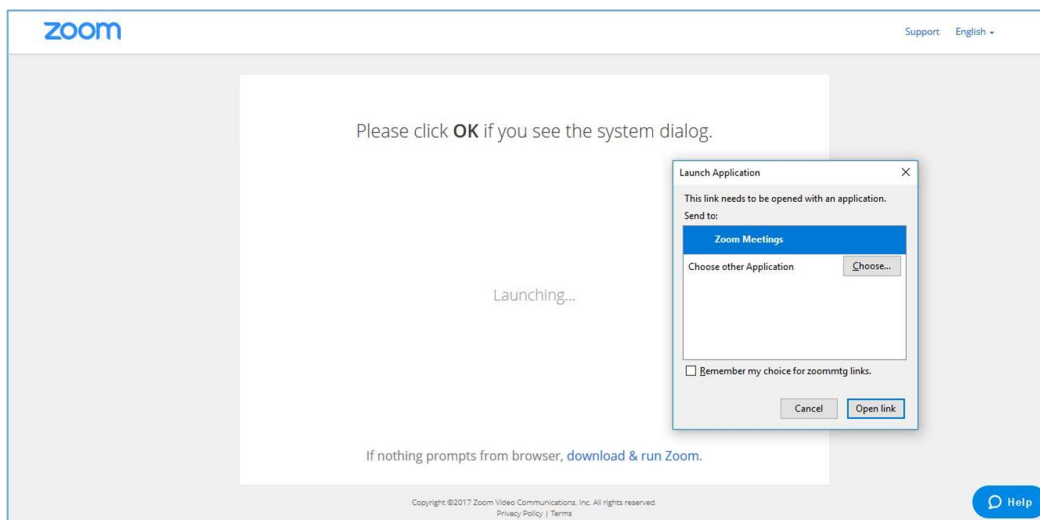 zoom
Support English
Please click OK if you see the system dialog.
Launching...
If nothing prompts from browser, download & run Zoom.
Copyright ©2017 Zoom Video Communications, Inc. All rights reserved.
Privacy Policy | Terms
Launch Application
This link needs to be opened with an application.
Send to:
Zoom Meetings
Choose other Application Choose...
Remember my choice for zoommtg links.
Cancel Open link
Help